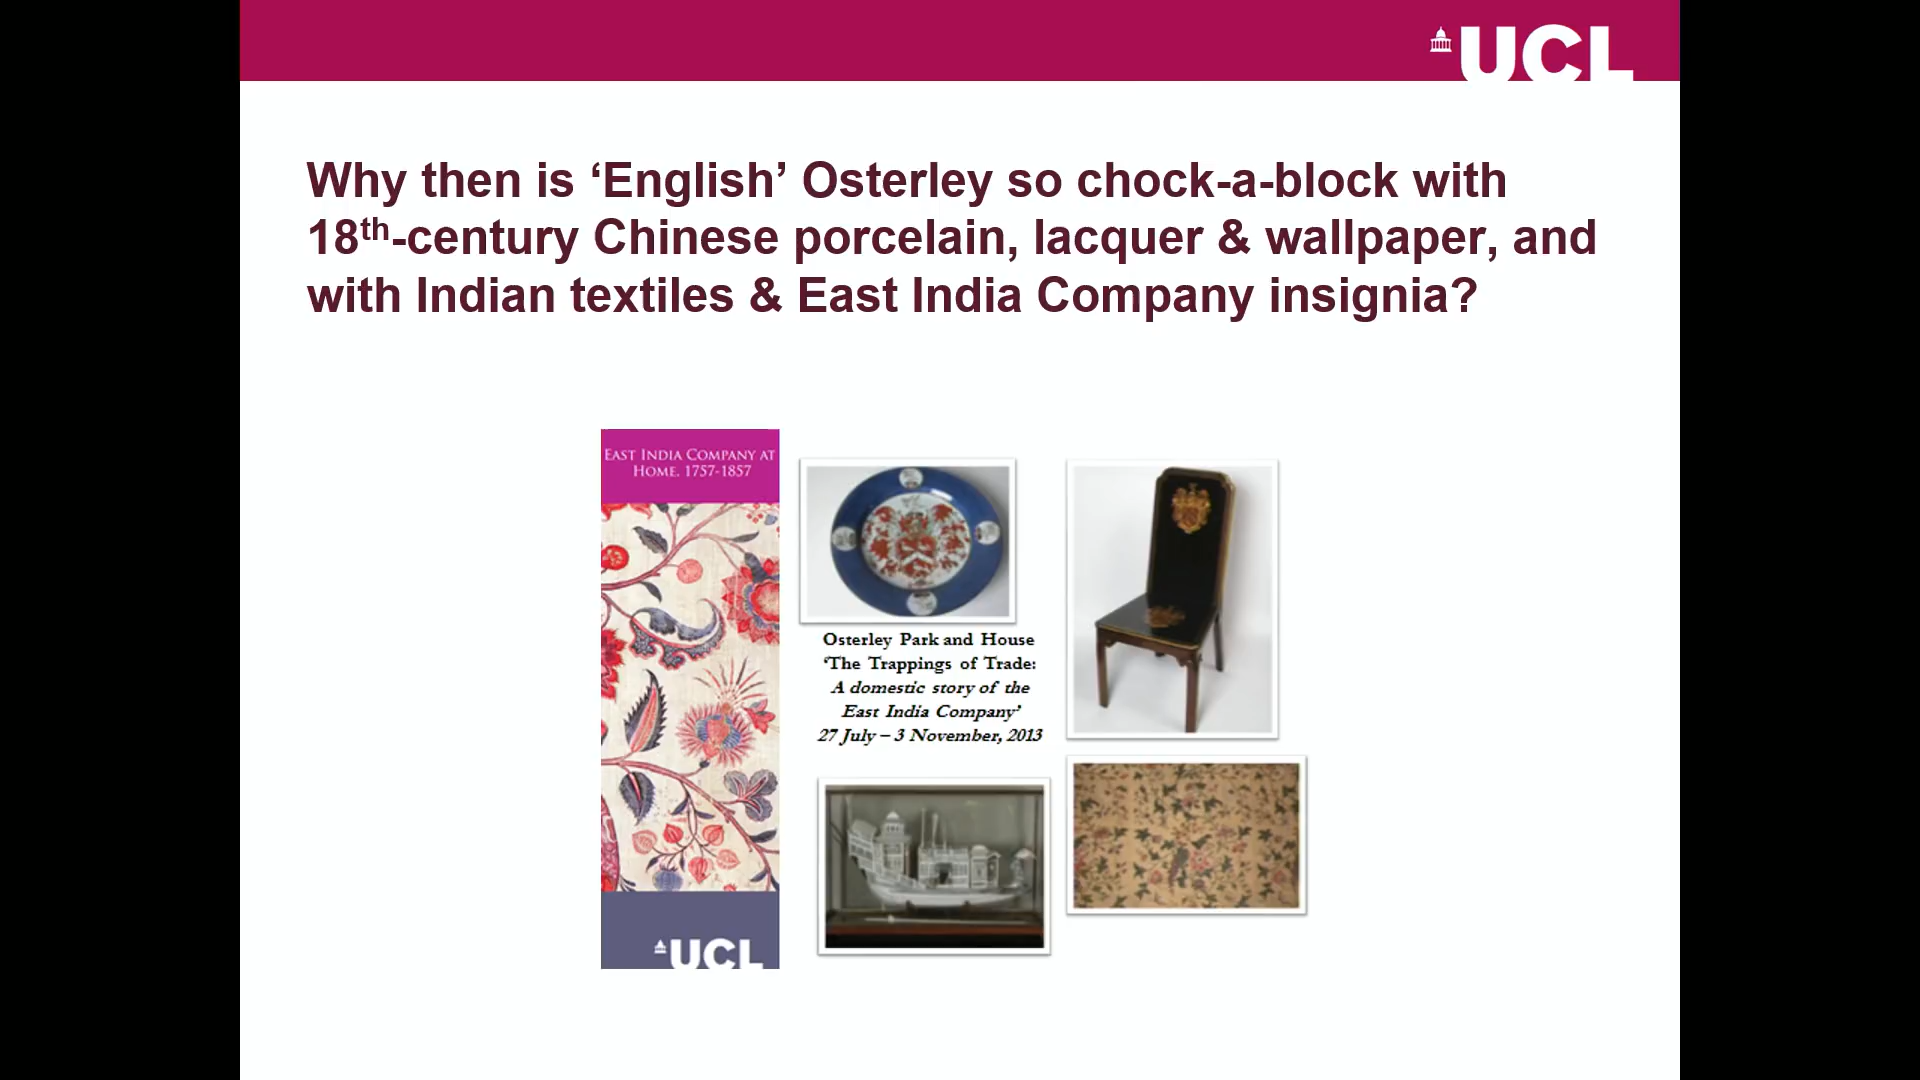 UCL
Why then is ‘English’ Osterley so chock-a-block with
18th-century Chinese porcelain, lacquer & wallpaper, and
with Indian textiles & East India Company insignia?
East India Company at
Home. 1757-1857
Osterley Park and House
‘The Trappings of Trade:
A domestic story of the
East India Company’
27 July – 3 November, 2013
UCL